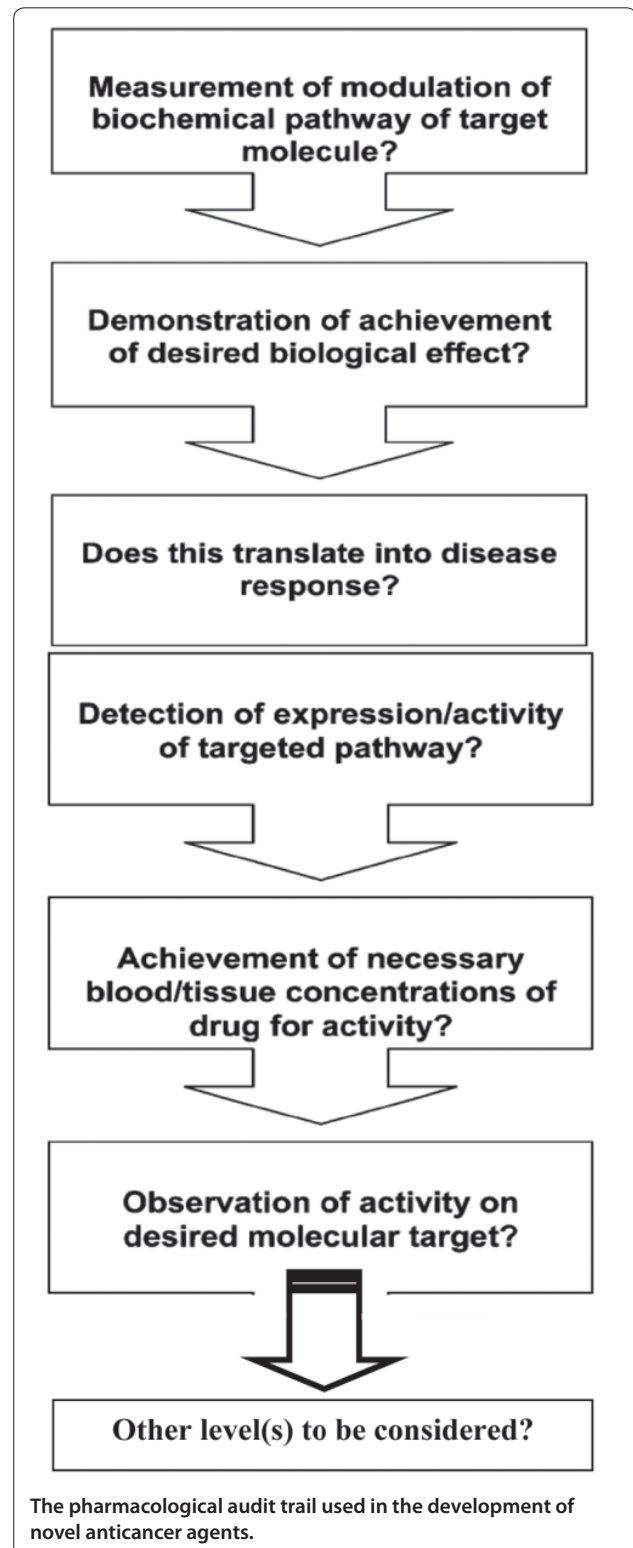 Measurement of modulation of
biochemical pathway of target
molecule?
Demonstration of achievement
of desired biological effect?
Does this translate into disease
response?
Detection of expression/activity
of targeted pathway?
Achievement of necessary
blood/tissue concentrations of
drug for activity?
Observation of activity on
desired molecular target?
Other level(s) to be considered?
The pharmacological audit trail used in the development of
novel anticancer agents.